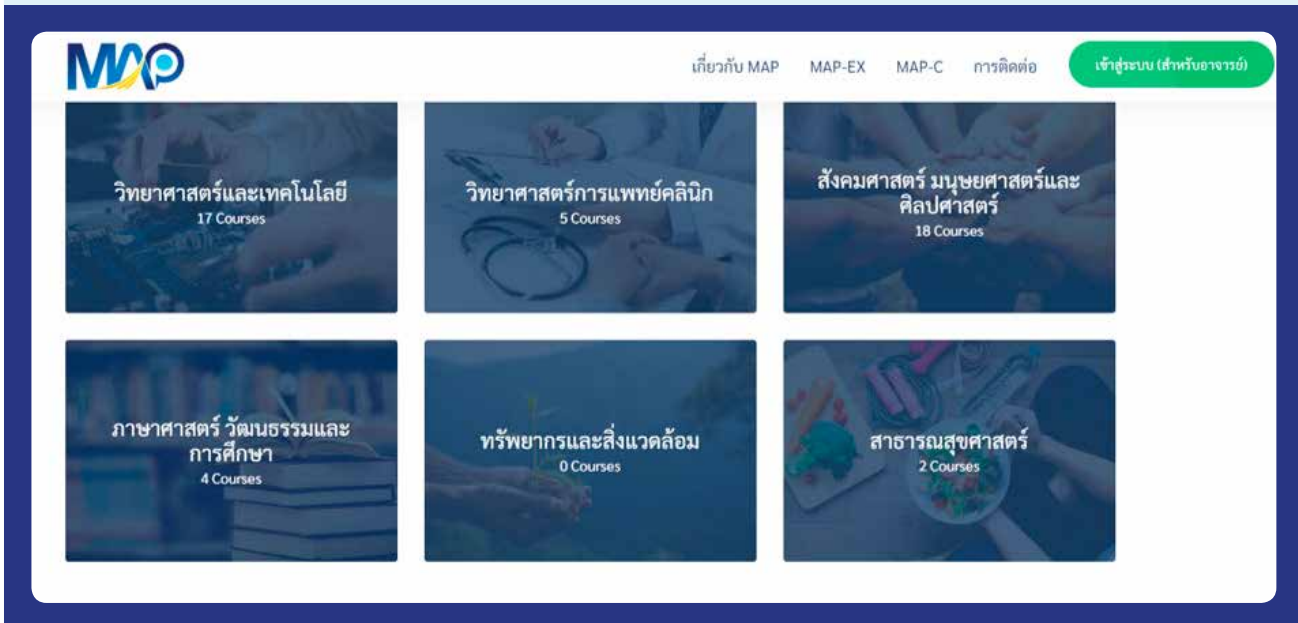 MAP
เกี่ยวกับ MAP MAP-EX MAP-C การติดต่อ เข้าสู่ระบบ (สำหรับอาจารย์)
วิทยาศาสตร์และเทคโนโลยี
17 Courses
วิทยาศาสตร์การแพทย์คลินิก
5 Courses
สังคมศาสตร์ มนุษยศาสตร์และ
ศิลปศาสตร์
18 Courses
ภาษาศาสตร์ วัฒนธรรมและ
การศึกษา
4 Courses
ทรัพยากรและสิ่งแวดล้อม
0 Courses
สาธารณสุขศาสตร์
2 Courses